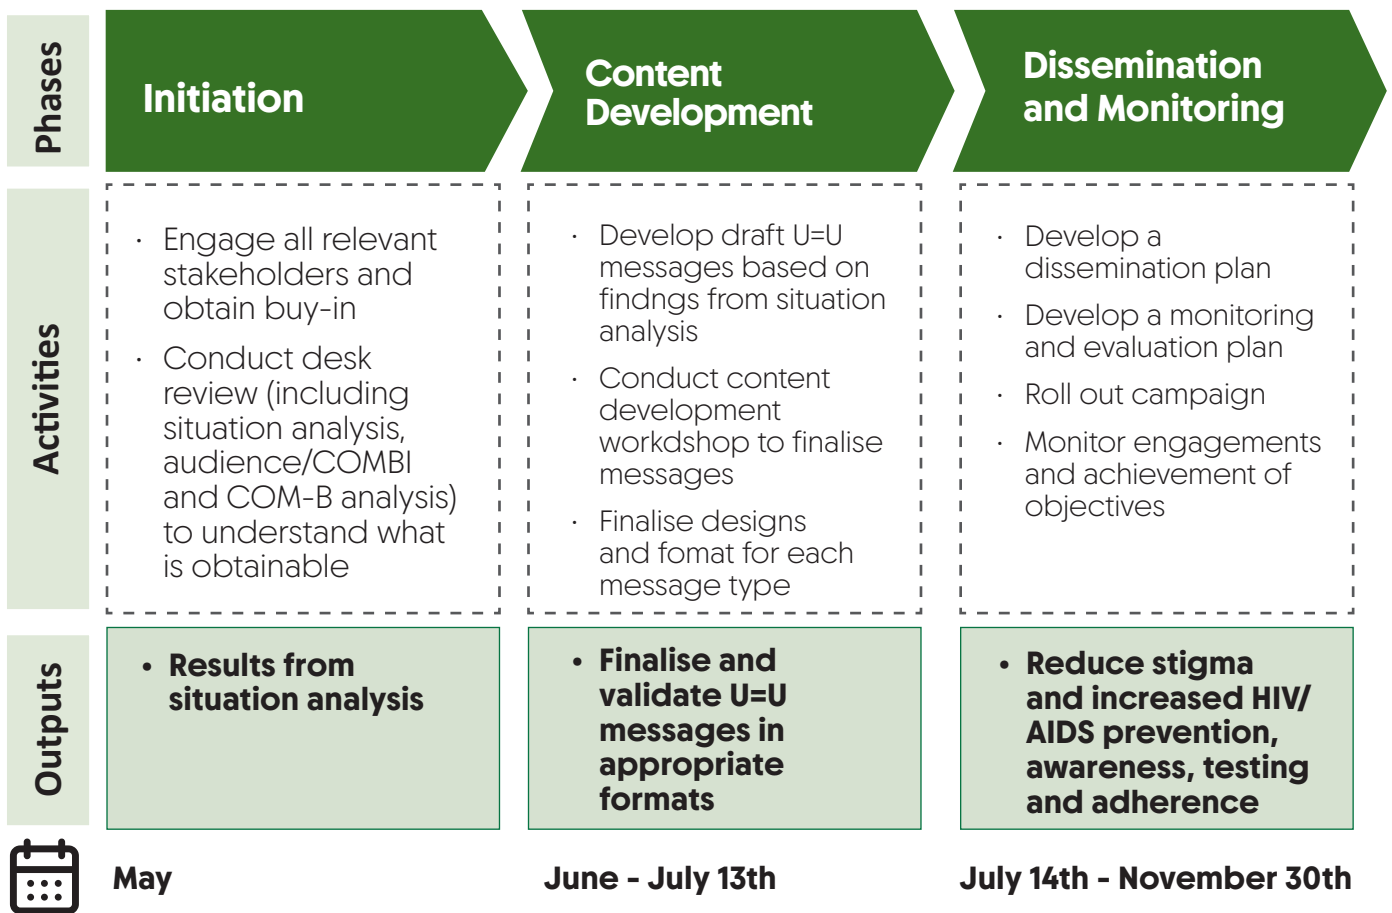 Phases
Initiation
Content
Development
Dissemination
and Monitoring
Activities
· Engage all relevant
stakeholders and
obtain buy-in
· Conduct desk
review (including
situation analysis,
audience/COMBI
and COM-B analysis)
to understand what
is obtainable
· Develop draft U=U
messages based on
findngs from situation
analysis
· Conduct content
development
workdshop to finalise
messages
· Finalise designs
and fomat for each
message type
· Develop a
dissemination plan
· Develop a monitoring
and evaluation plan
· Roll out campaign
· Monitor engagements
and achievement of
objectives
Outputs
• Results from
situation analysis
• Finalise and
validate U=U
messages in
appropriate
formats
• Reduce stigma
and increased HIV/
AIDS prevention,
awareness, testing
and adherence
May
June - July 13th
July 14th - November 30th